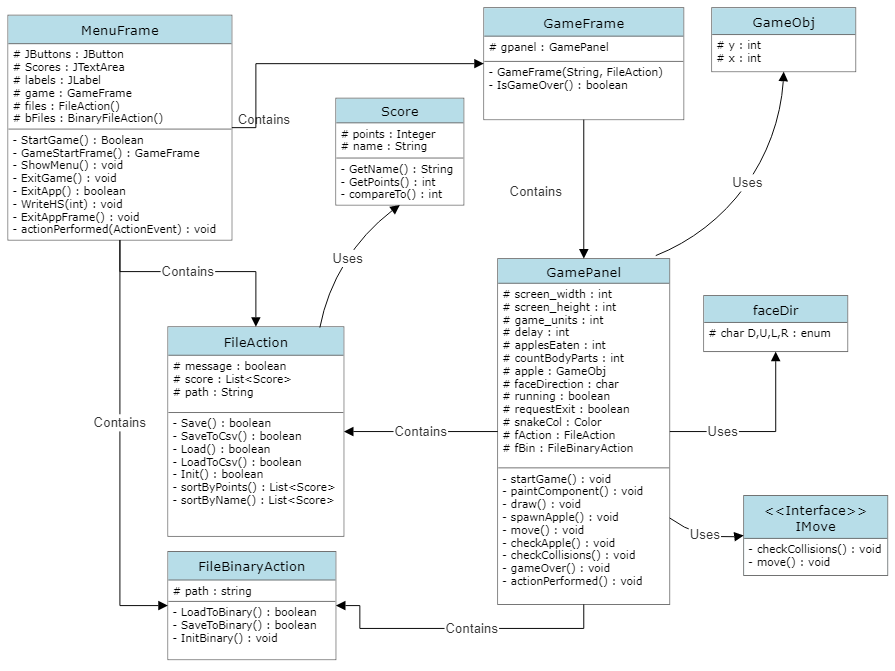 MenuFrame
# JButtons : JButton
# Scores : JTextArea
# labels : JLabel
# game : GameFrame
# files : FileAction()
# bFiles : BinaryFileAction()
- StartGame() : Boolean
- GameStartFrame() : GameFrame
- ShowMenu() : void
- ExitGame() : void
- ExitApp() : boolean
- WriteHS(int) : void
- ExitAppFrame() : void
- actionPerformed(ActionEvent) : void
Contains
GameFrame
# gpanel : GamePanel
- GameFrame(String, FileAction)
- IsGameOver() : boolean
GameObj
# y : int
# x : int
Score
# points : Integer
# name : String
- GetName() : String
- GetPoints() : int
- compareTo() : int
Contains
Uses
Uses
Contains
FileAction
# message : boolean
# score : List<Score>
# path : String
- Save() : boolean
- SaveToCsv() : boolean
- Load() : boolean
- LoadToCsv() : boolean
- Init() : boolean
- sortByPoints() : List<Score>
- sortByName() : List<Score>
Contains
Contains
GamePanel
# screen_width : int
# screen_height : int
# game_units : int
# delay : int
# applesEaten : int
# countBodyParts : int
# apple : GameObj
# faceDirection : char
# running : boolean
# requestExit : boolean
# snakeCol : Color
# fAction : FileAction
# fBin : FileBinaryAction
- startGame() : void
- paintComponent() : void
- draw() : void
- spawnApple() : void
- move() : void
- checkApple() : void
- checkCollisions() : void
- gameOver() : void
- actionPerformed() : void
faceDir
# char D,U,L,R : enum
Uses
<<Interface>>
IMove
- checkCollisions() : void
- move() : void
Uses
FileBinaryAction
# path : string
- LoadToBinary() : boolean
- SaveToBinary() : boolean
- InitBinary() : void
Contains